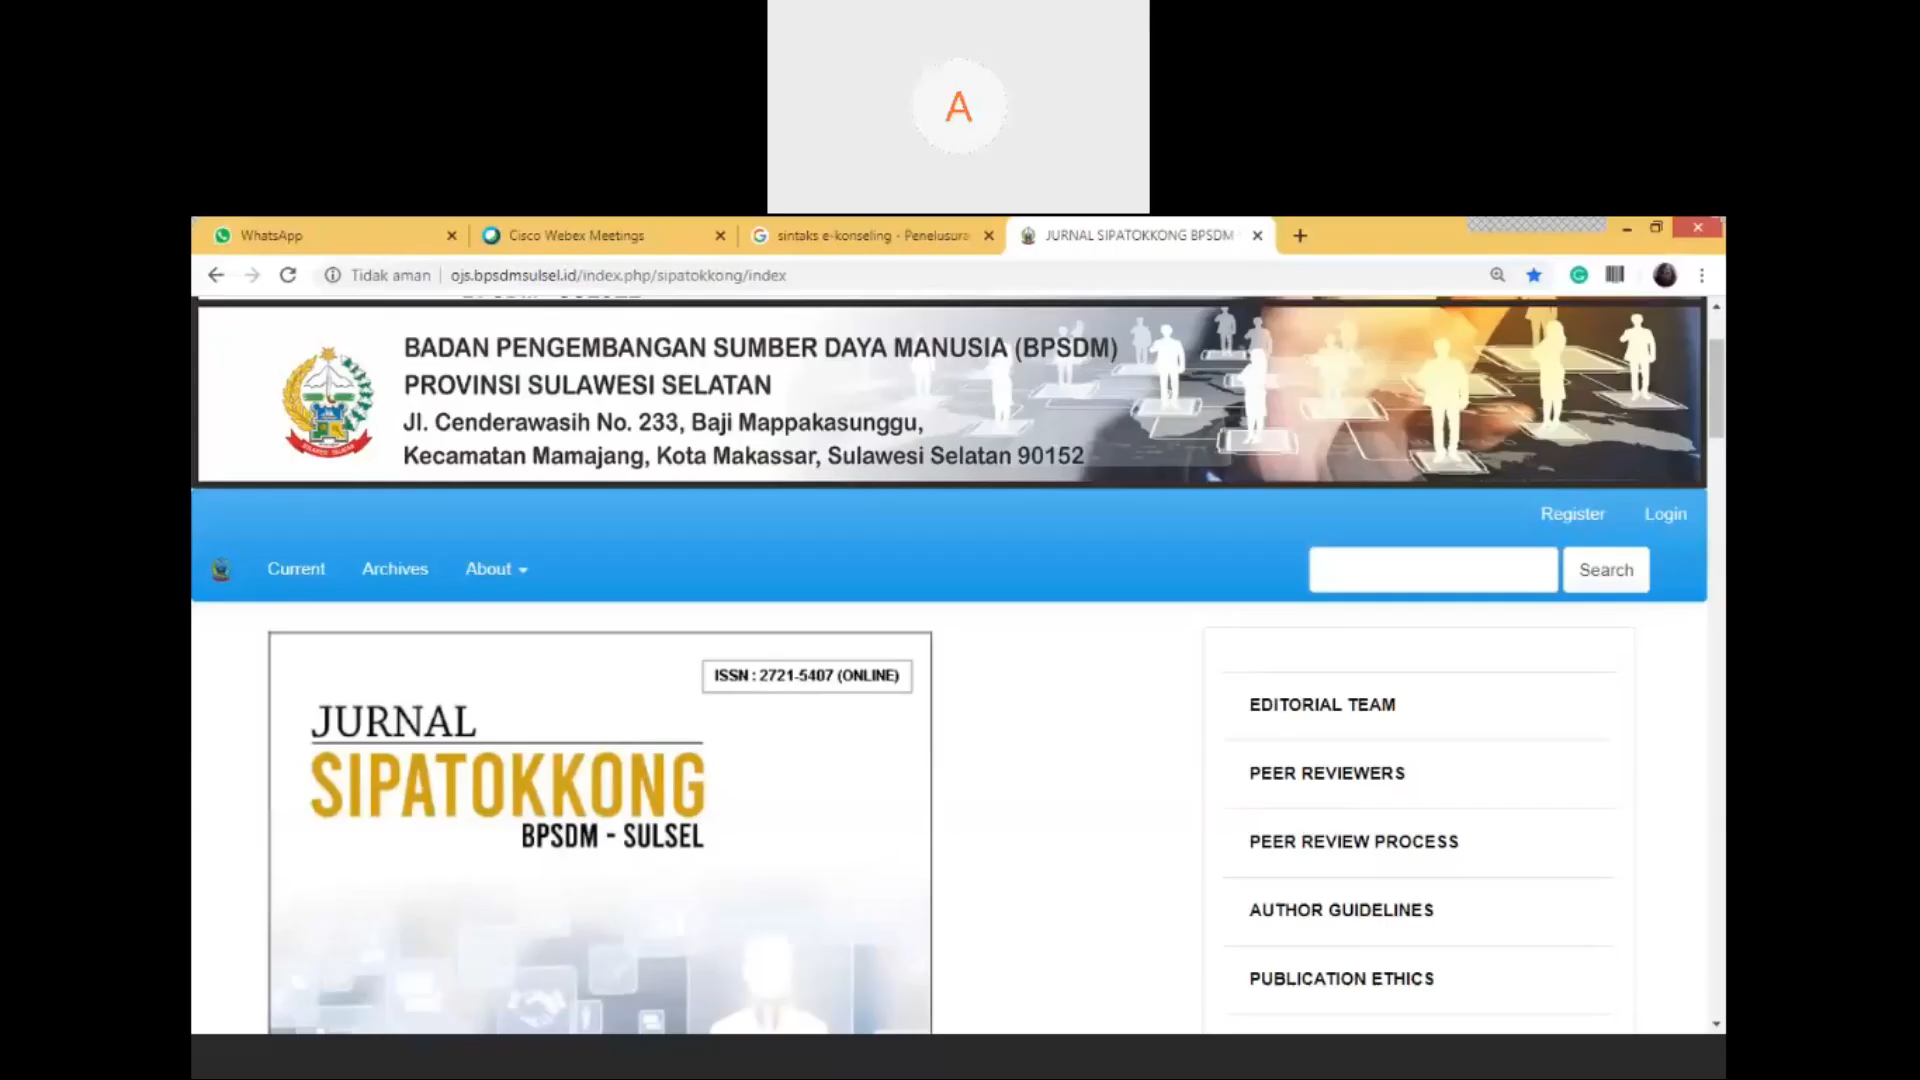 A
WhatsApp
Cisco Webex Meetings
sintaks e-konseling - Penelusura
JURNAL SIPATOKKONG BPSDM
Tidak aman
ojs.bpsdmsulsel.id/index.php/sipatokkong/index
BADAN PENGEMBANGAN SUMBER DAYA MANUSIA (BPSDM)
PROVINSI SULAWESI SELATAN
Jl. Cenderawasih No. 233, Baji Mappakasunggu,
Kecamatan Mamajang, Kota Makassar, Sulawesi Selatan 90152
Register
Login
Current
Archives
About
Search
ISSN : 2721-5407 (ONLINE)
JURNAL
SIPATOKKONG
BPSDM - SULSEL
EDITORIAL TEAM
PEER REVIEWERS
PEER REVIEW PROCESS
AUTHOR GUIDELINES
PUBLICATION ETHICS